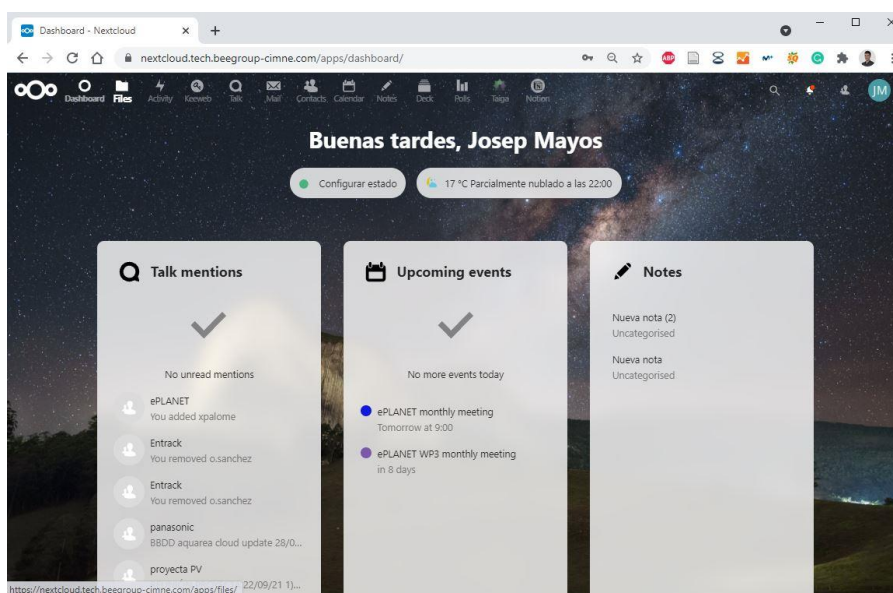 Dashboard - Nextcloud
nextcloud.tech.beegroup-cimne.com/apps/dashboard/
ABP
Dashboard Files Activity Keeweb Talk Mail Contacts Calendar Notes Deck Polls Taiga Notion
JM
Buenas tardes, Josep Mayos
Configurar estado
17 °C Parcialmente nublado a las 22:00
Talk mentions
No unread mentions
ePLANET
You added xpalome
Entrack
You removed o.sanchez
Entrack
You removed o.sanchez
panasonic
BBDD aquarea cloud update 28/0...
proyecta PV
22/09/21 1)...
Upcoming events
No more events today
ePLANET monthly meeting
Tomorrow at 9:00
ePLANET WP3 monthly meeting
in 8 days
Notes
Nueva nota (2)
Uncategorised
Nueva nota
Uncategorised
https://nextcloud.tech.beegroup-cimne.com/apps/files/